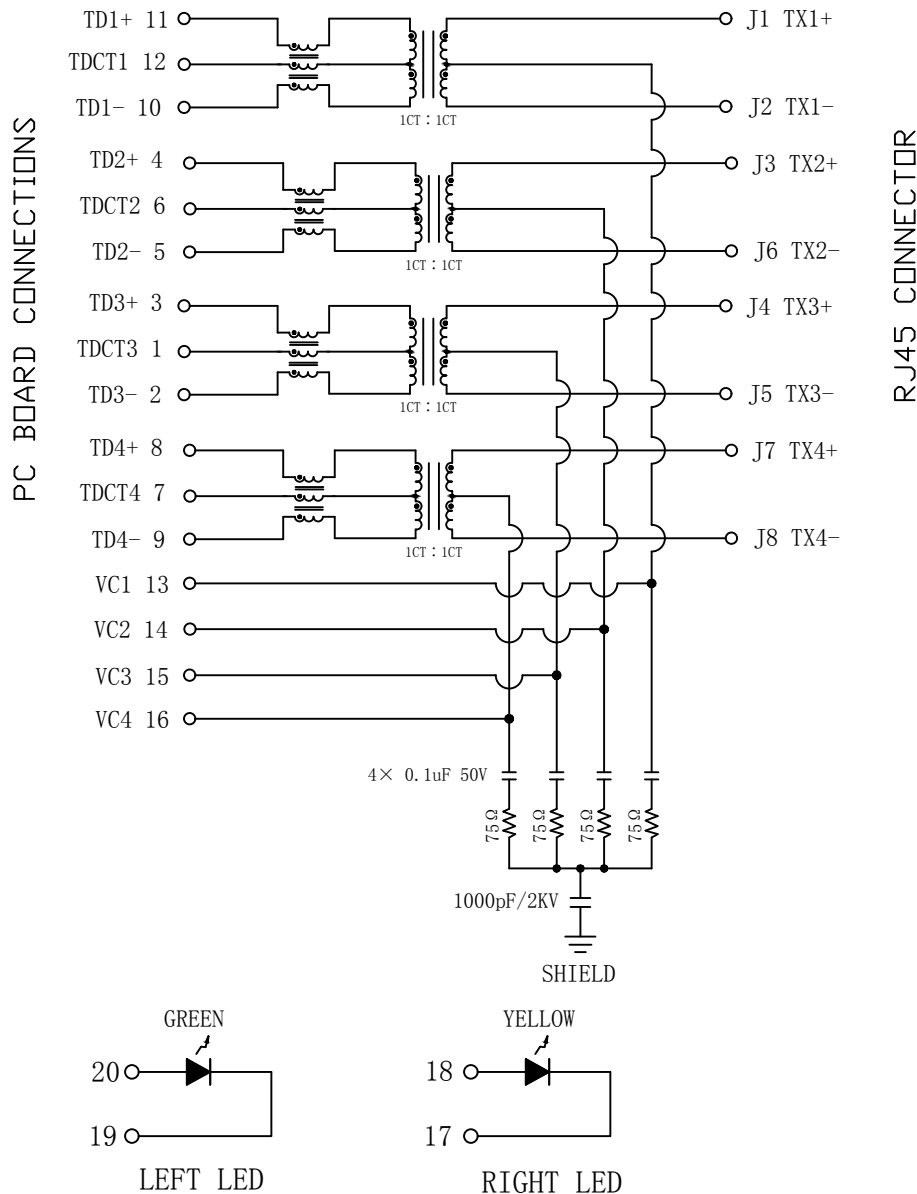 TD1+ 11
J1 TX1+
TDCT1 12
TD1- 10
J2 TX1-
1CT : 1CT
TD2+ 4
J3 TX2+
TDCT2 6
TD2- 5
J6 TX2-
1CT : 1CT
TD3+ 3
J4 TX3+
TDCT3 1
TD3- 2
J5 TX3-
1CT : 1CT
TD4+ 8
J7 TX4+
TDCT4 7
TD4- 9
J8 TX4-
1CT : 1CT
PC BOARD CONNECTIONS
RJ45 CONNECTOR
VC1 13
VC2 14
VC3 15
VC4 16
4× 0.1uF 50V
75Ω
75Ω
75Ω
75Ω
1000pF/2KV
SHIELD
GREEN
20
19
LEFT LED
YELLOW
18
17
RIGHT LED